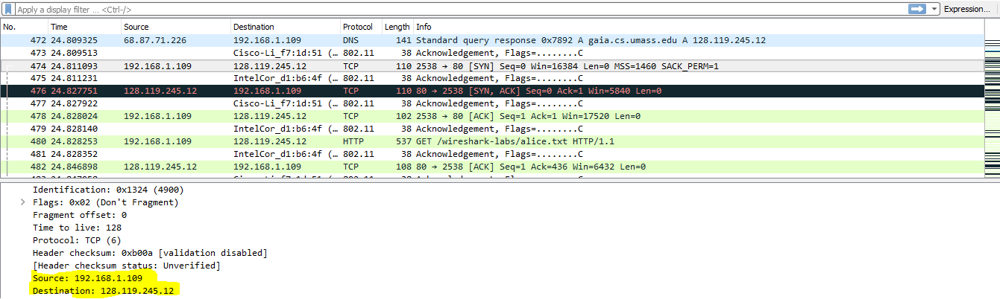 Apply a display filter ... <Ctrl-/> Expression...
No. Time Source Destination Protocol Length Info
472 24.809325 68.87.71.226 192.168.1.109 DNS 141 Standard query response 0x7892 A gaia.cs.umass.edu A 128.119.245.12
473 24.809513 Cisco-Li_f7:1d:51 (… 802.11 38 Acknowledgement, Flags=........C
474 24.811093 192.168.1.109 128.119.245.12 TCP 110 2538 → 80 [SYN] Seq=0 Win=16384 Len=0 MSS=1460 SACK_PERM=1
475 24.811231 IntelCor_d1:b6:4f (… 802.11 38 Acknowledgement, Flags=........C
476 24.827751 128.119.245.12 192.168.1.109 TCP 110 80 → 2538 [SYN, ACK] Seq=0 Ack=1 Win=5840 Len=0
477 24.827922 Cisco-Li_f7:1d:51 (… 802.11 38 Acknowledgement, Flags=........C
478 24.828024 192.168.1.109 128.119.245.12 TCP 102 2538 → 80 [ACK] Seq=1 Ack=1 Win=17520 Len=0
479 24.828140 IntelCor_d1:b6:4f (… 802.11 38 Acknowledgement, Flags=........C
480 24.828253 192.168.1.109 128.119.245.12 HTTP 537 GET /wireshark-labs/alice.txt HTTP/1.1
481 24.828352 IntelCor_d1:b6:4f (… 802.11 38 Acknowledgement, Flags=........C
482 24.846898 128.119.245.12 192.168.1.109 TCP 108 80 → 2538 [ACK] Seq=1 Ack=436 Win=6432 Len=0
Identification: 0x1324 (4900)
Flags: 0x02 (Don't Fragment)
Fragment offset: 0
Time to live: 128
Protocol: TCP (6)
Header checksum: 0xb00a [validation disabled]
[Header checksum status: Unverified]
Source: 192.168.1.109
Destination: 128.119.245.12